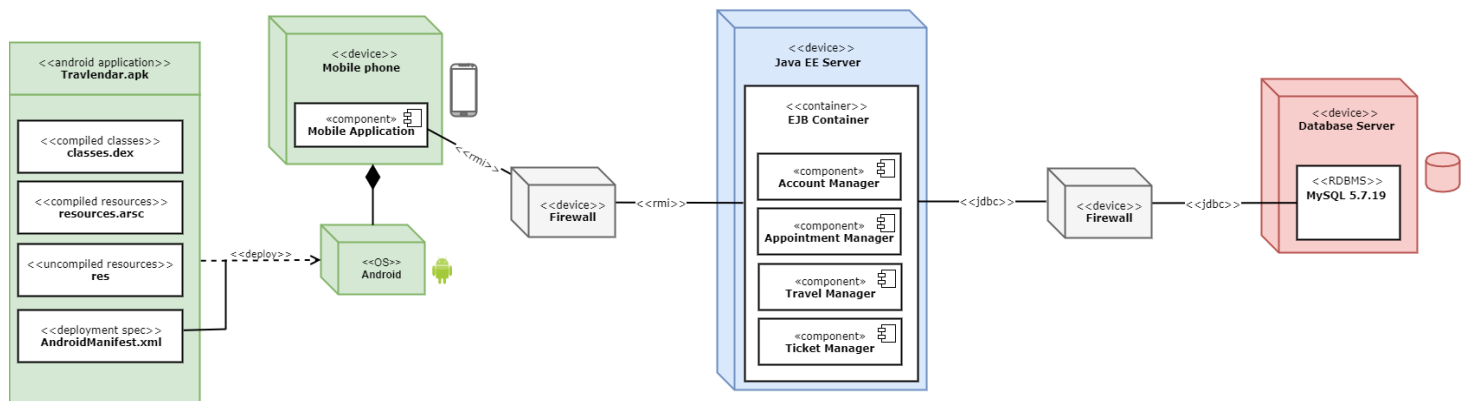 <<android application>>
Travlendar.apk
<<compiled classes>>
classes.dex
<<compiled resources>>
resources.arsc
<<uncompiled resources>>
res
<<deployment spec>>
AndroidManifest.xml
<<deploy>>
<<device>>
Mobile phone
«component»
Mobile Application
<<OS>>
Android
<<rmi>>
<<device>>
Firewall
<<rmi>>
<<device>>
Java EE Server
<<container>>
EJB Container
«component»
Account Manager
«component»
Appointment Manager
«component»
Travel Manager
«component»
Ticket Manager
<<jdbc>>
<<device>>
Firewall
<<jdbc>>
<<device>>
Database Server
<<RDBMS>>
MySQL 5.7.19